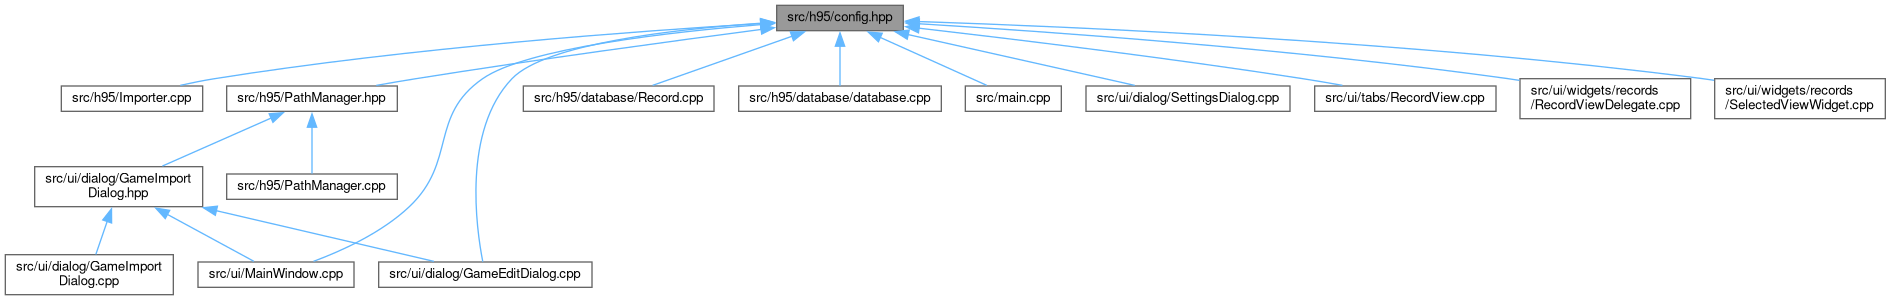 src/h95/config.hpp
src/h95/Importer.cpp
src/h95/PathManager.hpp
src/h95/database/Record.cpp
src/h95/database/database.cpp
src/main.cpp
src/ui/dialog/SettingsDialog.cpp
src/ui/tabs/RecordView.cpp
src/ui/widgets/records
/RecordViewDelegate.cpp
src/ui/widgets/records
/SelectedViewWidget.cpp
src/ui/dialog/GameImport
Dialog.hpp
src/h95/PathManager.cpp
src/ui/dialog/GameImport
Dialog.cpp
src/ui/MainWindow.cpp
src/ui/dialog/GameEditDialog.cpp